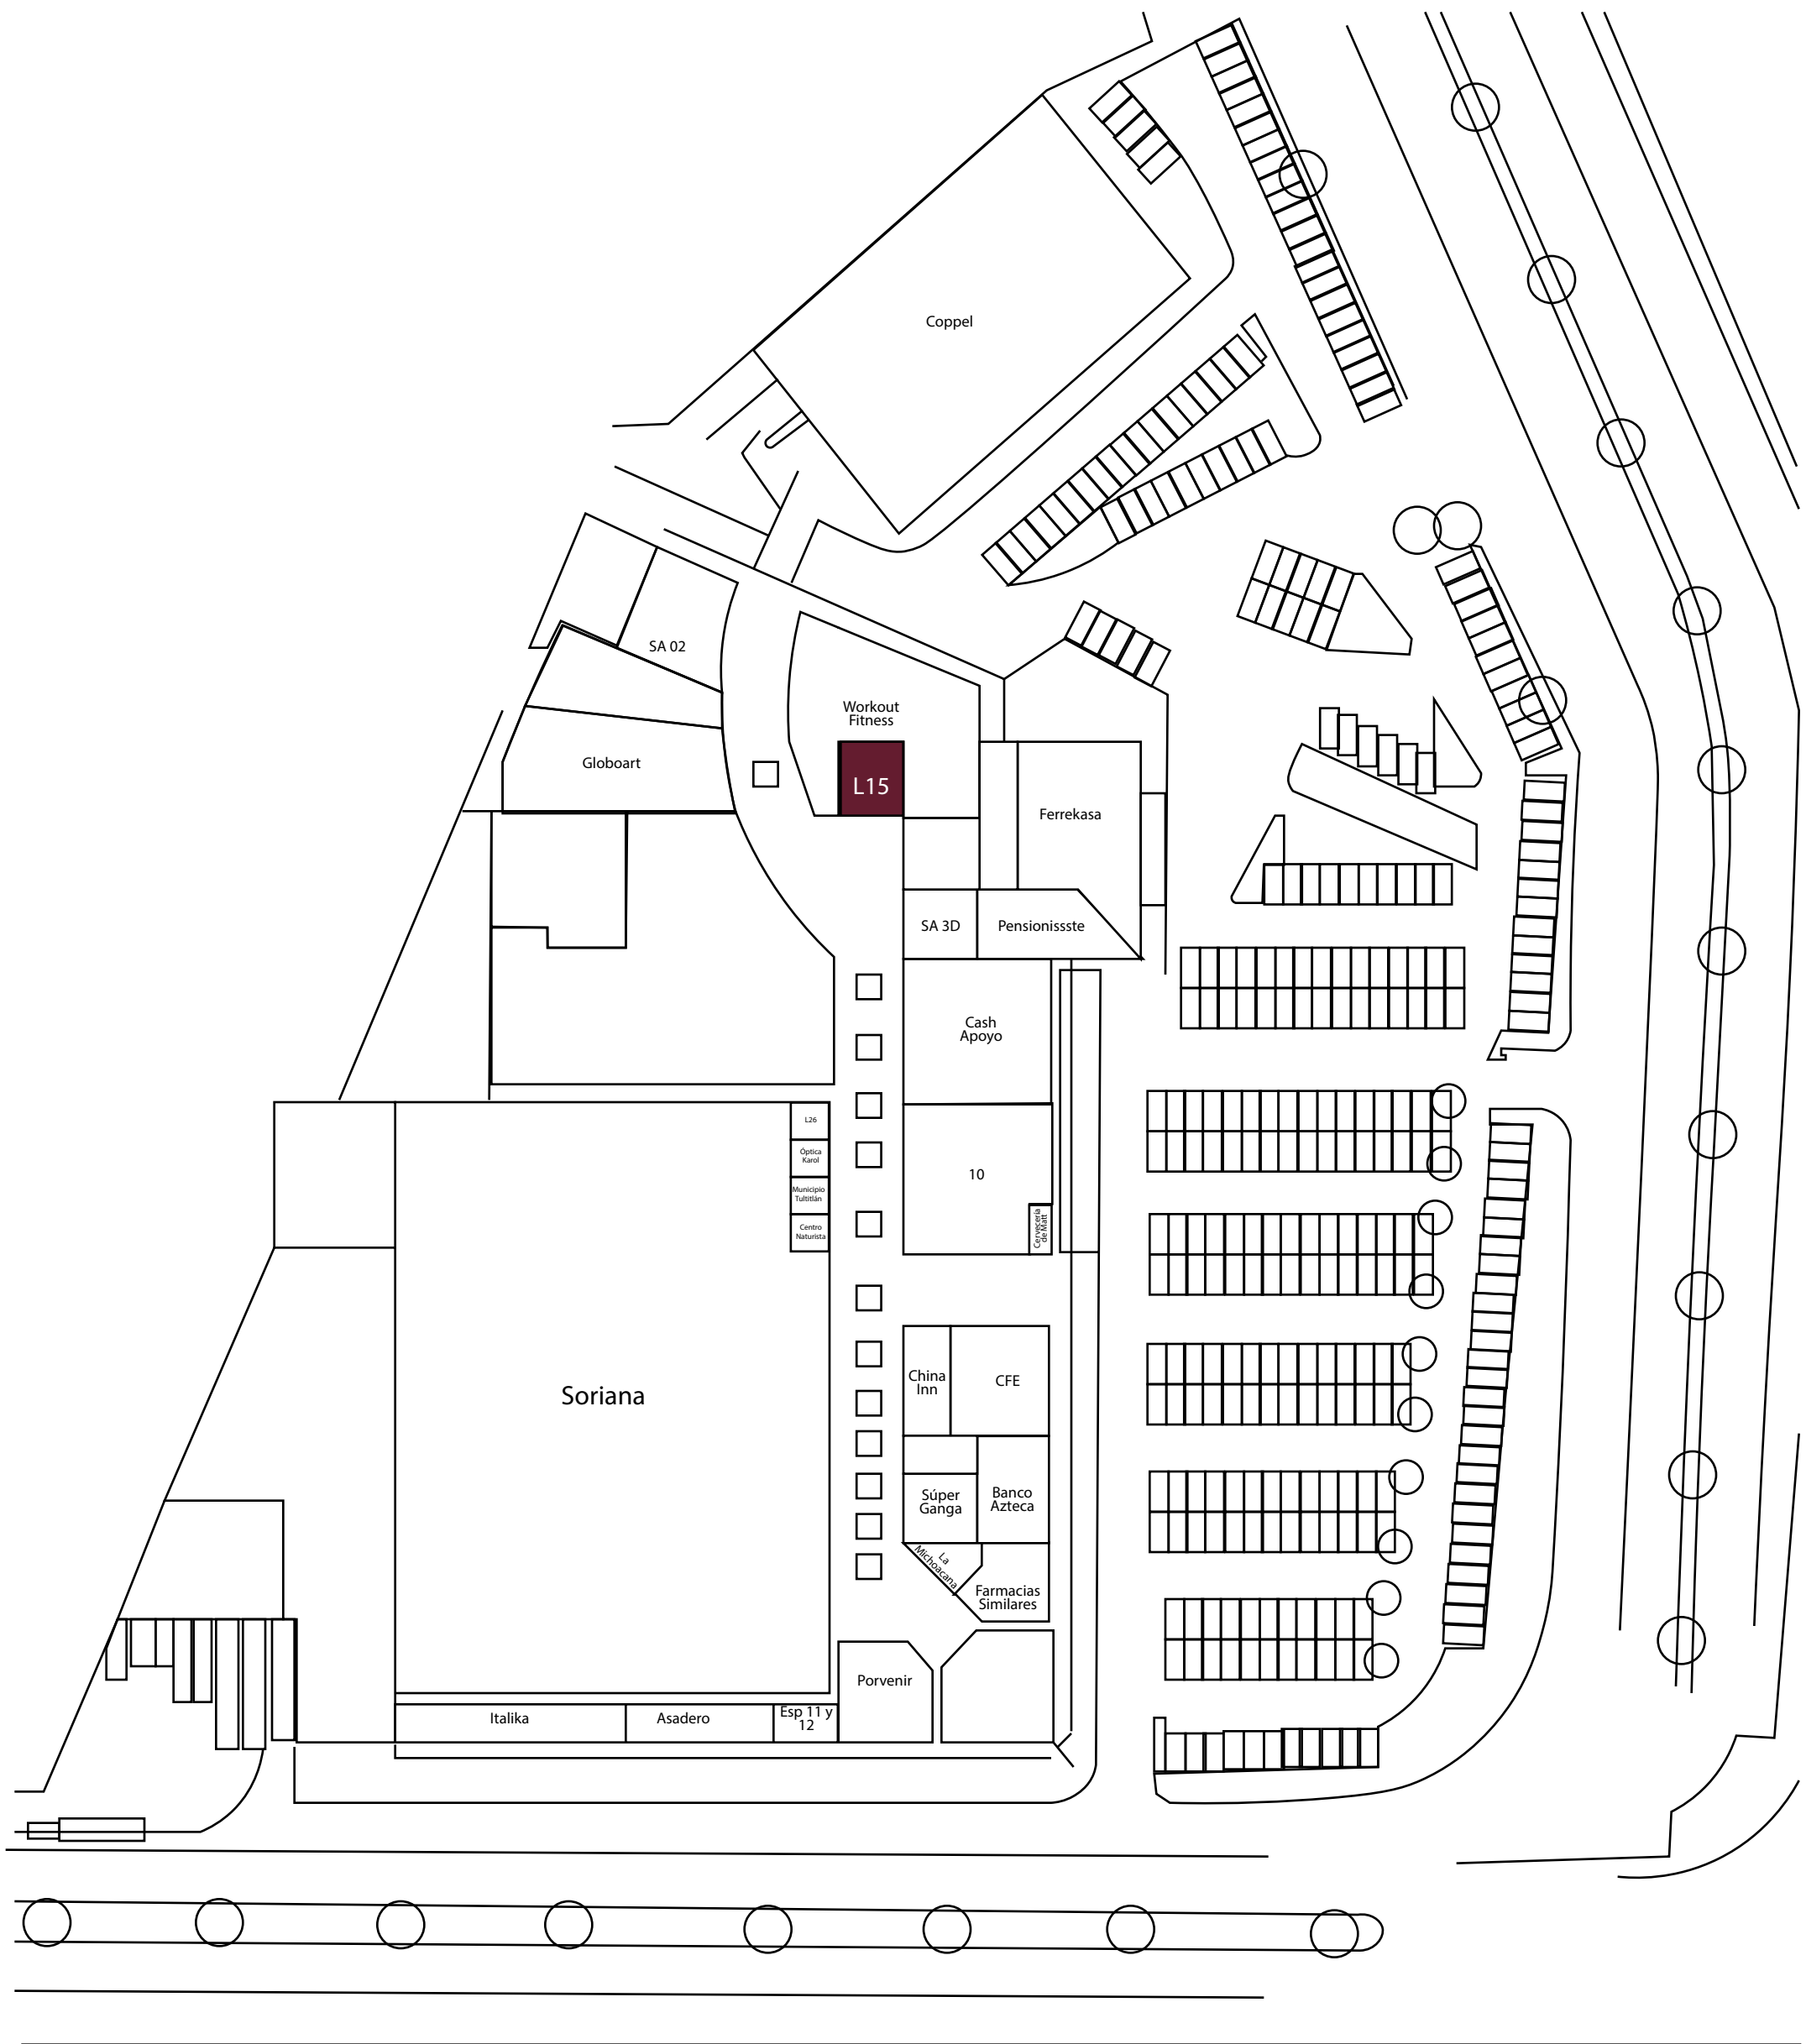 Coppel
SA 02
Workout
Fitness
Globoart
L15
Ferrekasa
SA 3D
Pensionissste
Cash
Apoyo
L26
Óptica
Karol
Municipio
Tultitlán
Centro
Naturista
10
Cervecería
de Matt
Soriana
China
Inn
CFE
Súper
Ganga
Banco
Azteca
La
Michoacana
Farmacias
Similares
Porvenir
Italika
Asadero
Esp 11 y
12